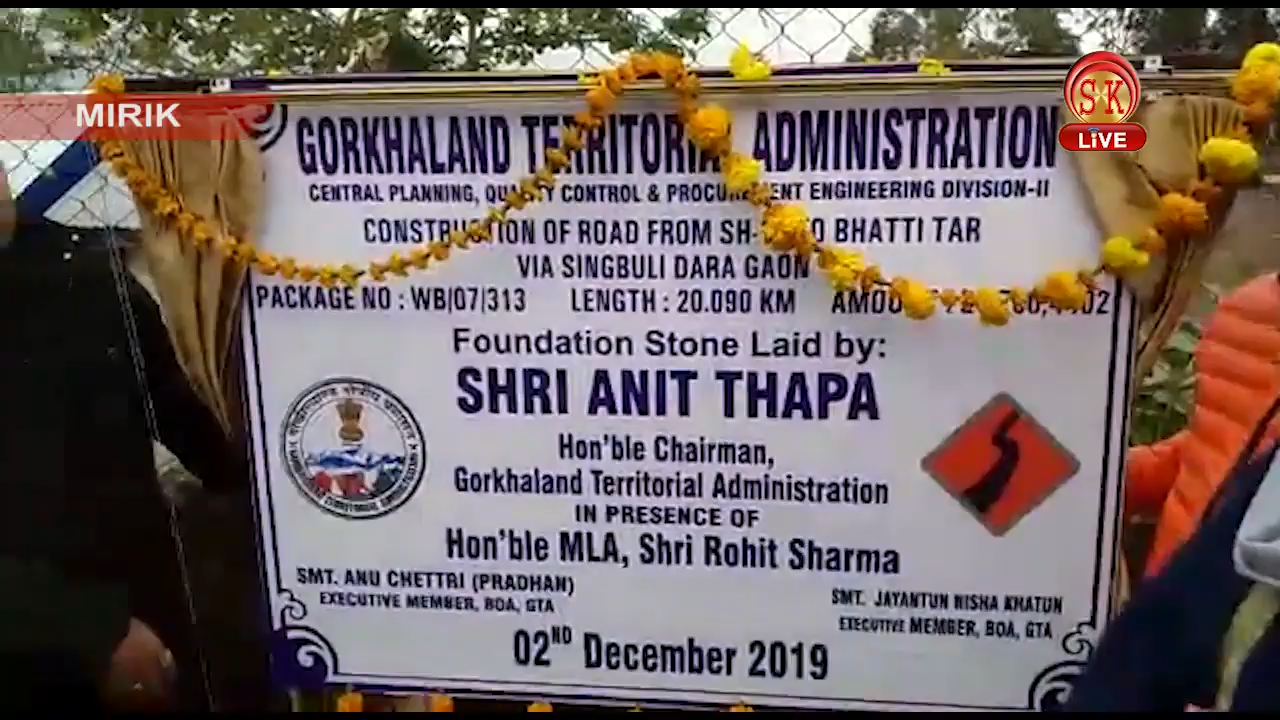 MIRIK
SK
LIVE
GORKHALAND TERRITORIAL ADMINISTRATION
CENTRAL PLANNING, QUALITY CONTROL & PROCUREMENT ENGINEERING DIVISION-II
CONSTRUCTION OF ROAD FROM BHATTI TAR
VIA SINGBULI DARA GAON
PACKAGE NO : WB|07|313 LENGTH : 20.090 KM
Foundation Stone Laid by:
SHRI ANIT THAPA
Hon'ble Chairman,
Gorkhaland Territorial Administration
IN PRESENCE OF
Hon'ble MLA, Shri Rohit Sharma
SMT. ANU CHETTRI (PRADHAN)
EXECUTIVE MEMBER, BOA, GTA
SMT. JAYANTUN NISHA KHATUN
EXECUTIVE MEMBER, BOA, GTA
02ND December 2019